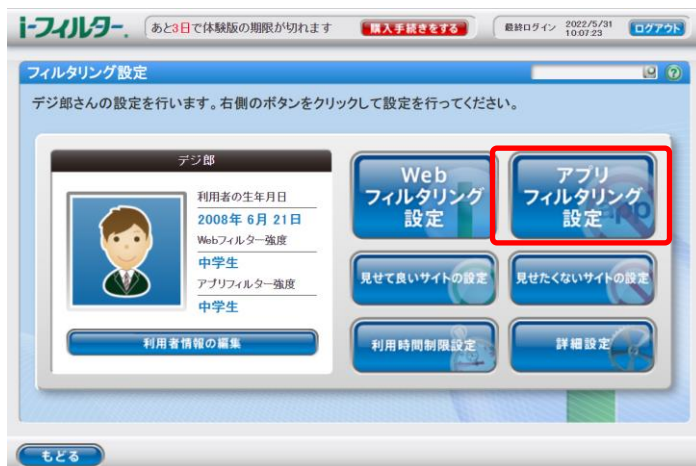 i-フィルター.
あと3日で体験版の期限が切れます
購入手続きをする
最終ログイン 2022/5/31 10:07:23
ログアウト
フィルタリング設定
デジ郎さんの設定を行います。右側のボタンをクリックして設定を行ってください。
デジ郎
利用者の生年月日
2008年 6月 21日
Webフィルター強度
中学生
アプリフィルター強度
中学生
利用者情報の編集
Web
フィルタリング
設定
アプリ
フィルタリング
設定
app
見せて良いサイトの設定
見せたくないサイトの設定
利用時間制限設定
詳細設定
もどる